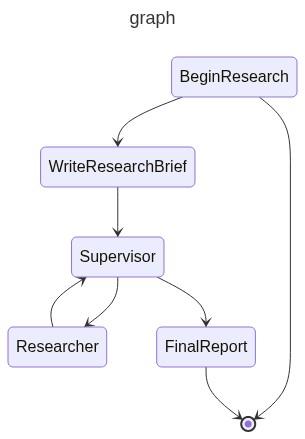 graph
BeginResearch
WriteResearchBrief
Supervisor
Researcher
FinalReport